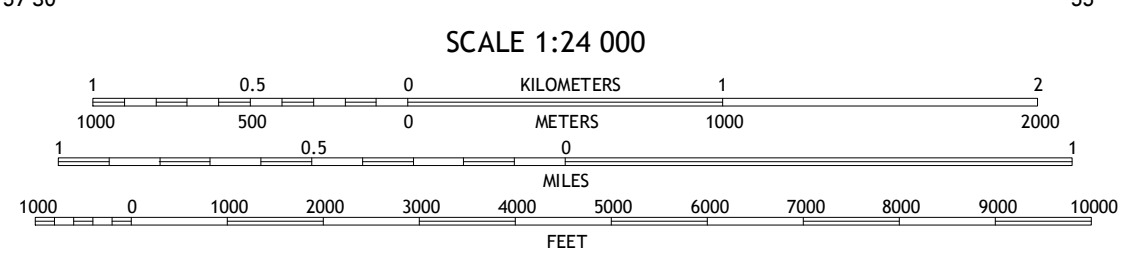 SCALE 1:24 000
1 0.5 0 KILOMETERS 1 2
1000 500 0 METERS 1000 2000
1 0.5 0 1
MILES
1000 0 1000 2000 3000 4000 5000 6000 7000 8000 9000 10000
FEET